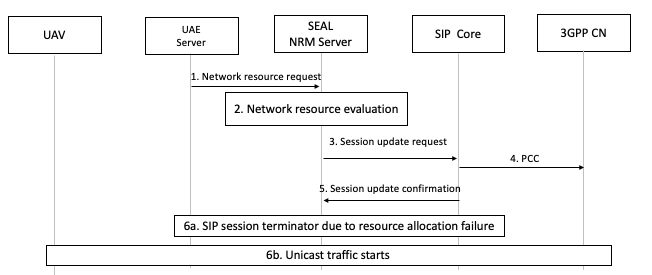 UAV
UAE
Server
SEAL
NRM Server
SIP Core
3GPP CN
1. Network resource request
2. Network resource evaluation
3. Session update request
4. PCC
5. Session update confirmation
6a. SIP session terminator due to resource allocation failure
6b. Unicast traffic starts